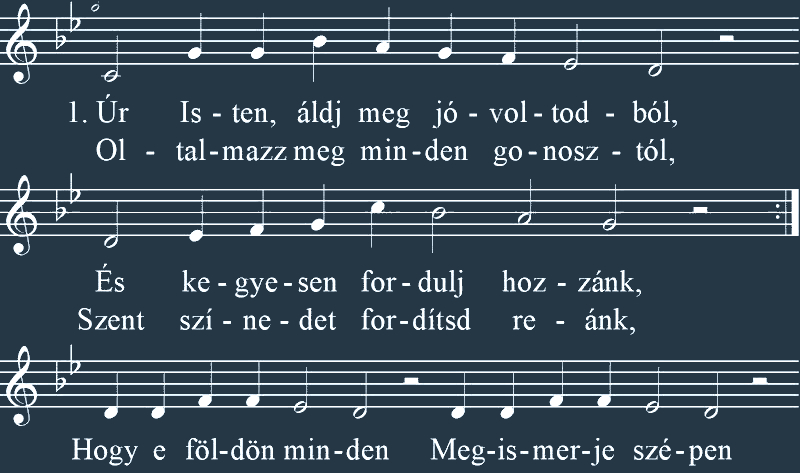 1. Úr Is - ten, áldj meg jó - vol - tod - ból,
Ol - tal - mazz meg min - den go - nosz - tól,
És ke - gye - sen for - dulj hoz - zánk,
Szent szí - ne - det for - dítsd re - ánk,
Hogy e föl - dön min - den Meg - is - mer - je szé - pen